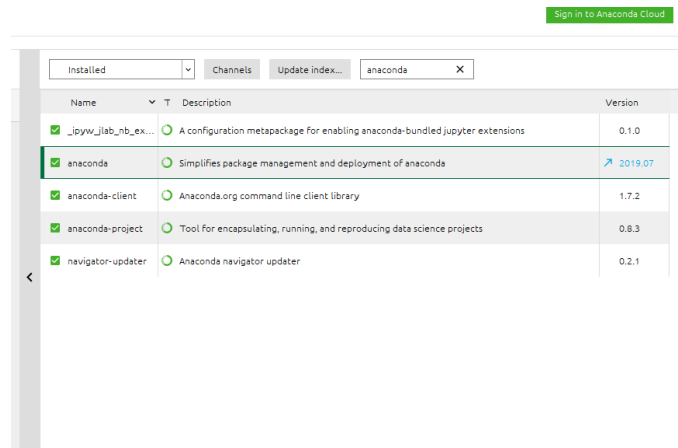 Sign in to Anaconda Cloud
Installed Channels Update index... anaconda X
Name T Description Version
_ipyw_jlab_nb_ex... A configuration metapackage for enabling anaconda-bundled jupyter extensions 0.1.0
anaconda Simplifies package management and deployment of anaconda 2019.07
anaconda-client Anaconda.org command line client library 1.7.2
anaconda-project Tool for encapsulating, running, and reproducing data science projects 0.8.3
navigator-updater Anaconda navigator updater 0.2.1